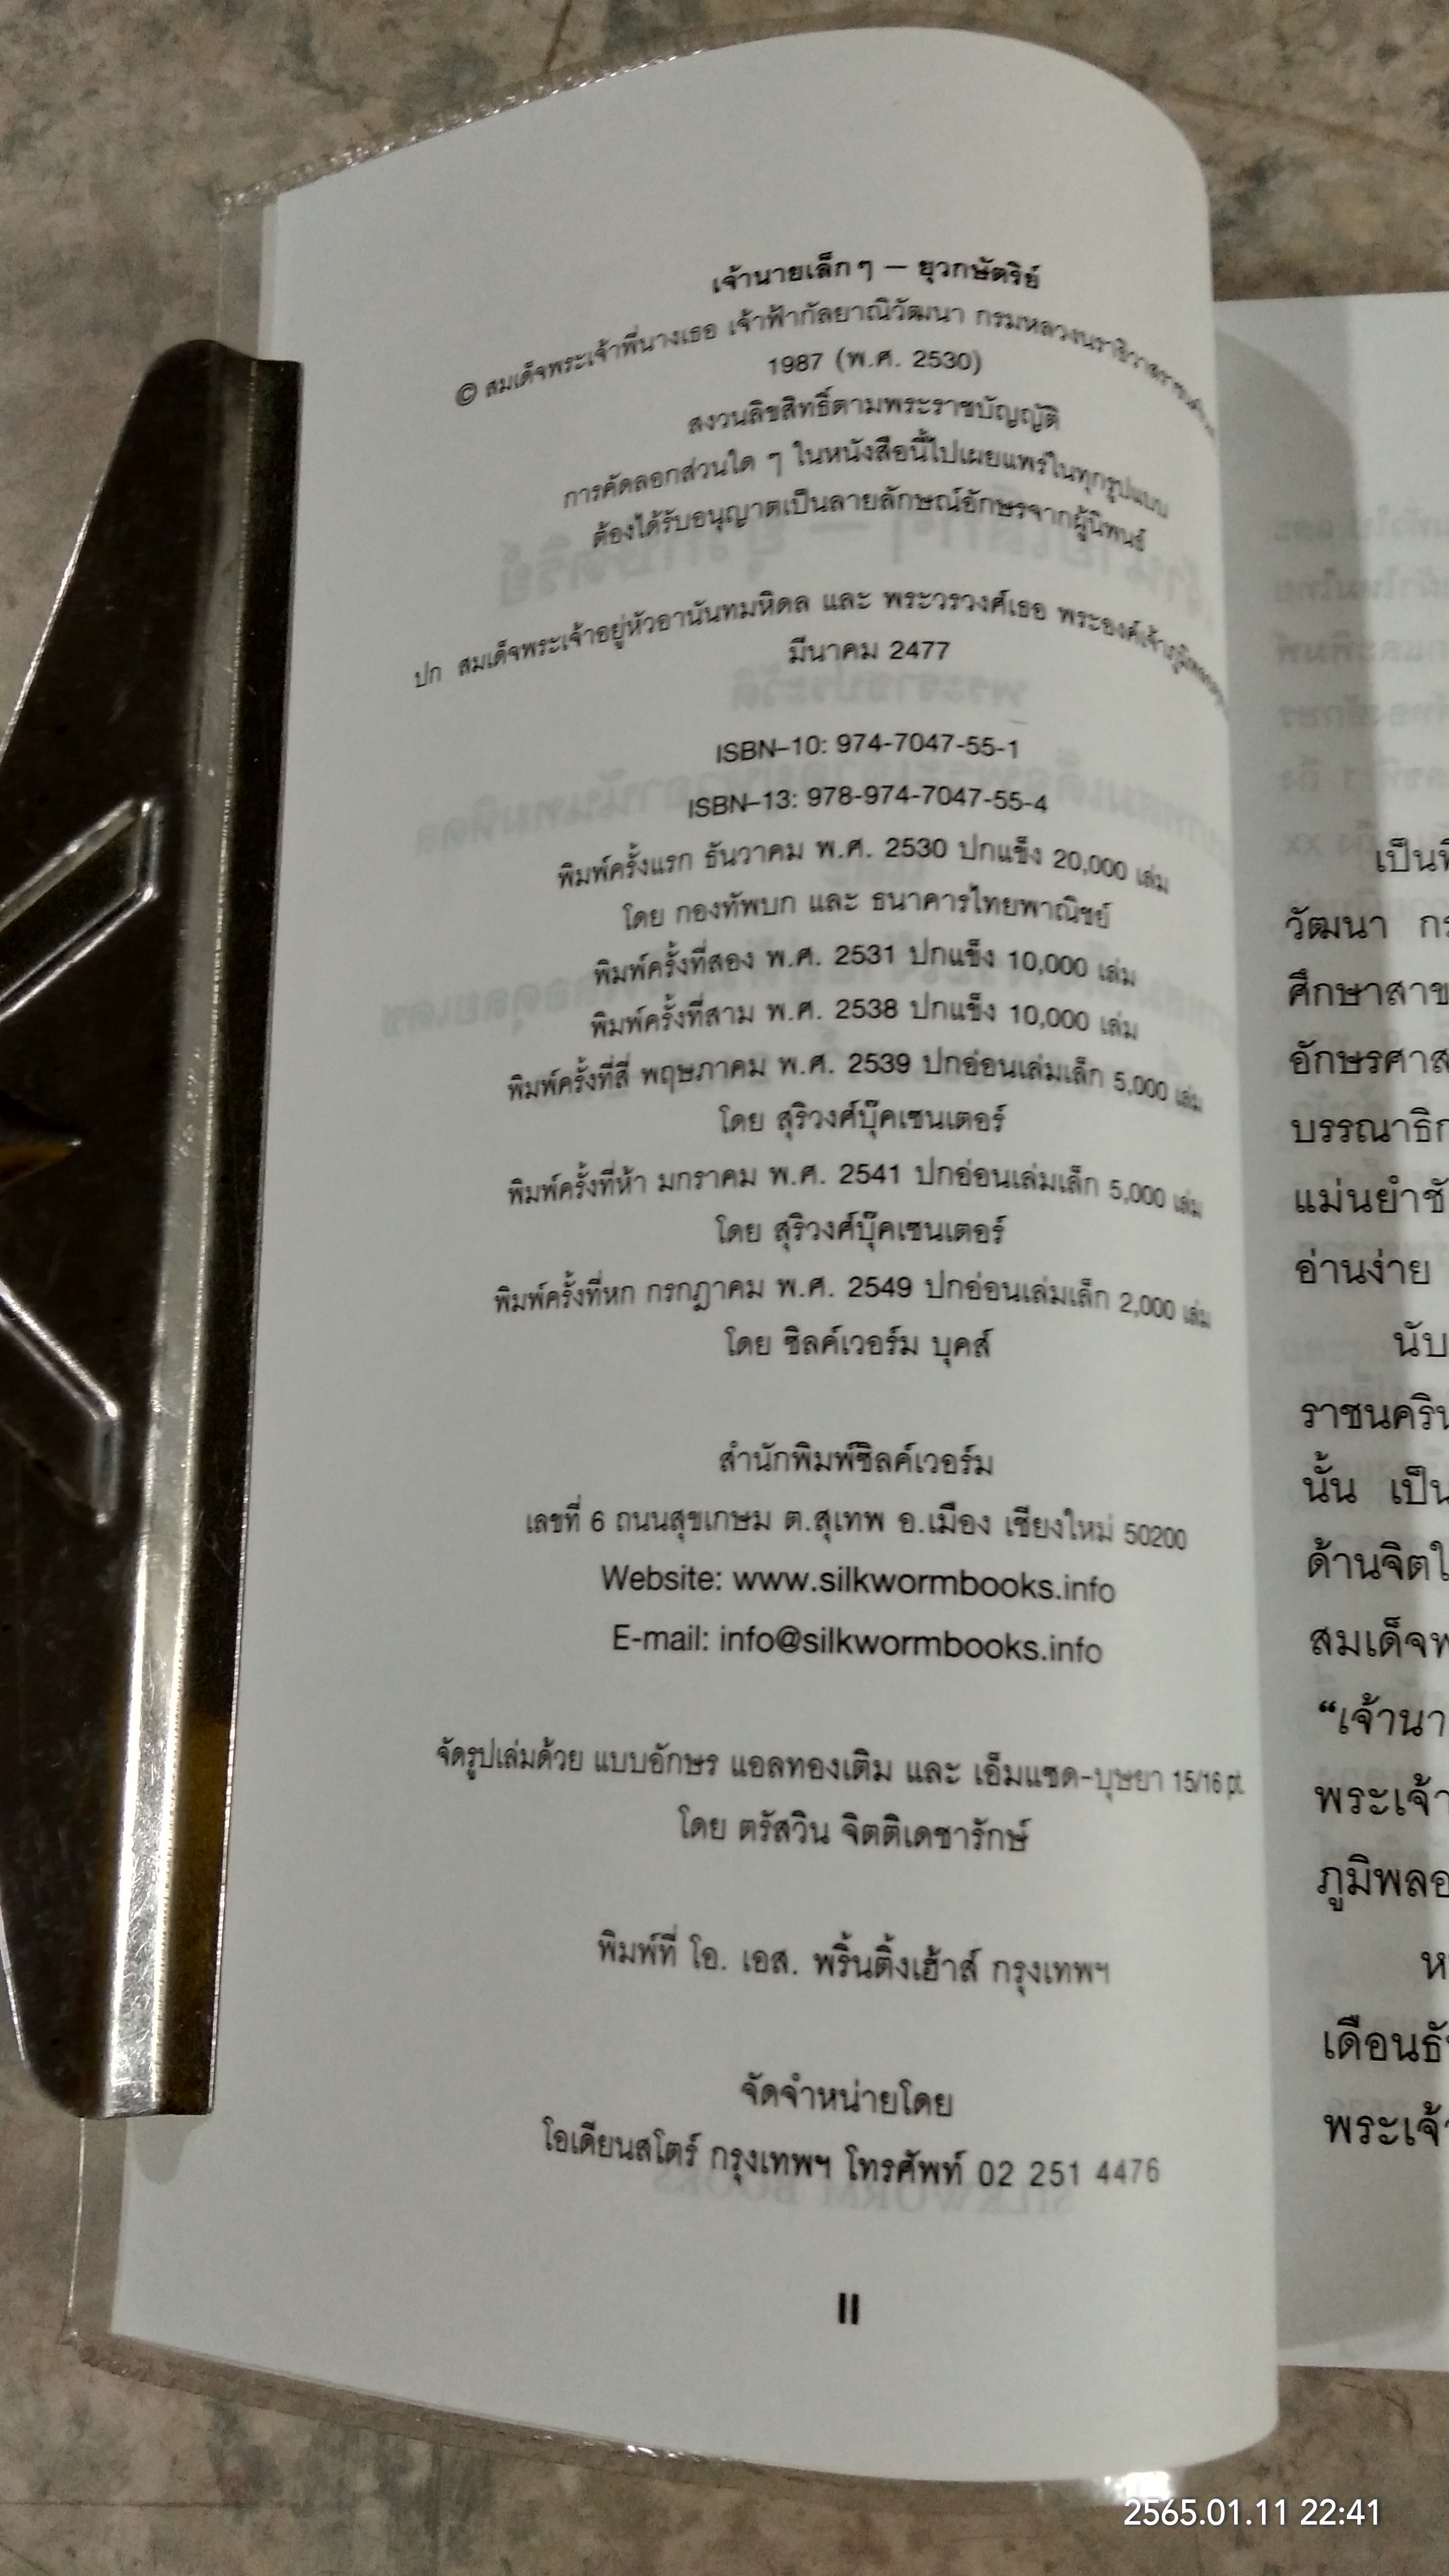 เจ้านายเล็ก ๆ – ยุวกษัตริย์
© สมเด็จพระเจ้าพี่นางเธอ เจ้าฟ้ากัลยาณิวัฒนา กรมหลวงนราธิวาสราชนครินทร์
1987 (พ.ศ. 2530)
สงวนลิขสิทธิ์ตามพระราชบัญญัติ
การคัดลอกส่วนใด ๆ ในหนังสือนี้ไปเผยแพร่ในทุกรูปแบบ
ต้องได้รับอนุญาตเป็นลายลักษณ์อักษรจากผู้นิพนธ์
ปก สมเด็จพระเจ้าอยู่หัวอานันทมหิดล และ พระวรวงศ์เธอ พระองค์เจ้าภูมิพลอดุลยเดช
มีนาคม 2477
ISBN–10: 974-7047-55-1
ISBN–13: 978-974-7047-55-4
พิมพ์ครั้งแรก ธันวาคม พ.ศ. 2530 ปกแข็ง 20,000 เล่ม
โดย กองทัพบก และ ธนาคารไทยพาณิชย์
พิมพ์ครั้งที่สอง พ.ศ. 2531 ปกแข็ง 10,000 เล่ม
พิมพ์ครั้งที่สาม พ.ศ. 2538 ปกแข็ง 10,000 เล่ม
พิมพ์ครั้งที่สี่ พฤษภาคม พ.ศ. 2539 ปกอ่อนเล่มเล็ก 5,000 เล่ม
โดย สุริวงศ์บุ๊คเซนเตอร์
พิมพ์ครั้งที่ห้า มกราคม พ.ศ. 2541 ปกอ่อนเล่มเล็ก 5,000 เล่ม
โดย สุริวงศ์บุ๊คเซนเตอร์
พิมพ์ครั้งที่หก กรกฎาคม พ.ศ. 2549 ปกอ่อนเล่มเล็ก 2,000 เล่ม
โดย ซิลค์เวอร์ม บุคส์
สำนักพิมพ์ซิลค์เวอร์ม
เลขที่ 6 ถนนสุขเกษม ต.สุเทพ อ.เมือง เชียงใหม่ 50200
Website: www.silkwormbooks.info
E-mail: info@silkwormbooks.info
จัดรูปเล่มด้วย แบบอักษร แอลทองเติม และ เอ็มแซด-บุษยา 15/16 pt.
โดย ตรัสวิน จิตติเดชารักษ์
พิมพ์ที่ โอ. เอส. พริ้นติ้งเฮ้าส์ กรุงเทพฯ
จัดจำหน่ายโดย
โอเดียนสโตร์ กรุงเทพฯ โทรศัพท์ 02 251 4476
II
เป็นที่
วัฒนา กร
ศึกษาสาข
อักษรศาส
บรรณาธิก
แม่นยำชั
อ่านง่าย
นับ
ราชนคริน
นั้น เป็น
ด้านจิตใ
สมเด็จพ
“เจ้านา
พระเจ้า
ภูมิพลอ
ห
เดือนธั
พระเจ้า
2565.01.11 22:41